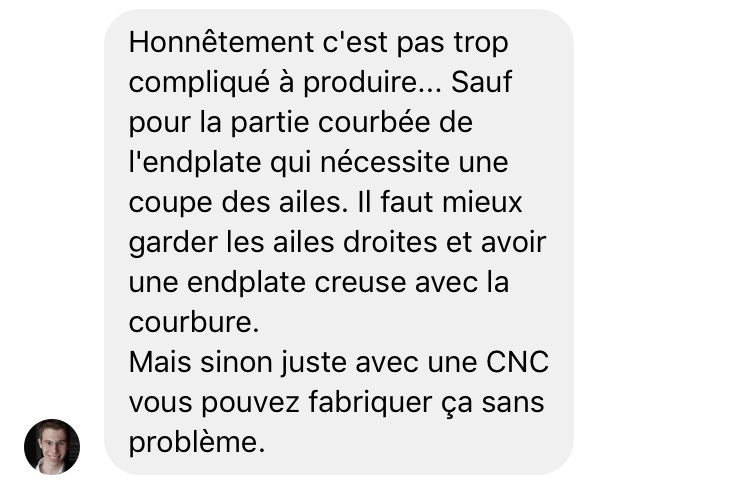 Honnêtement c'est pas trop
compliqué à produire... Sauf
pour la partie courbée de
l'endplate qui nécessite une
coupe des ailes. Il faut mieux
garder les ailes droites et avoir
une endplate creuse avec la
courbure.
Mais sinon juste avec une CNC
vous pouvez fabriquer ça sans
problème.